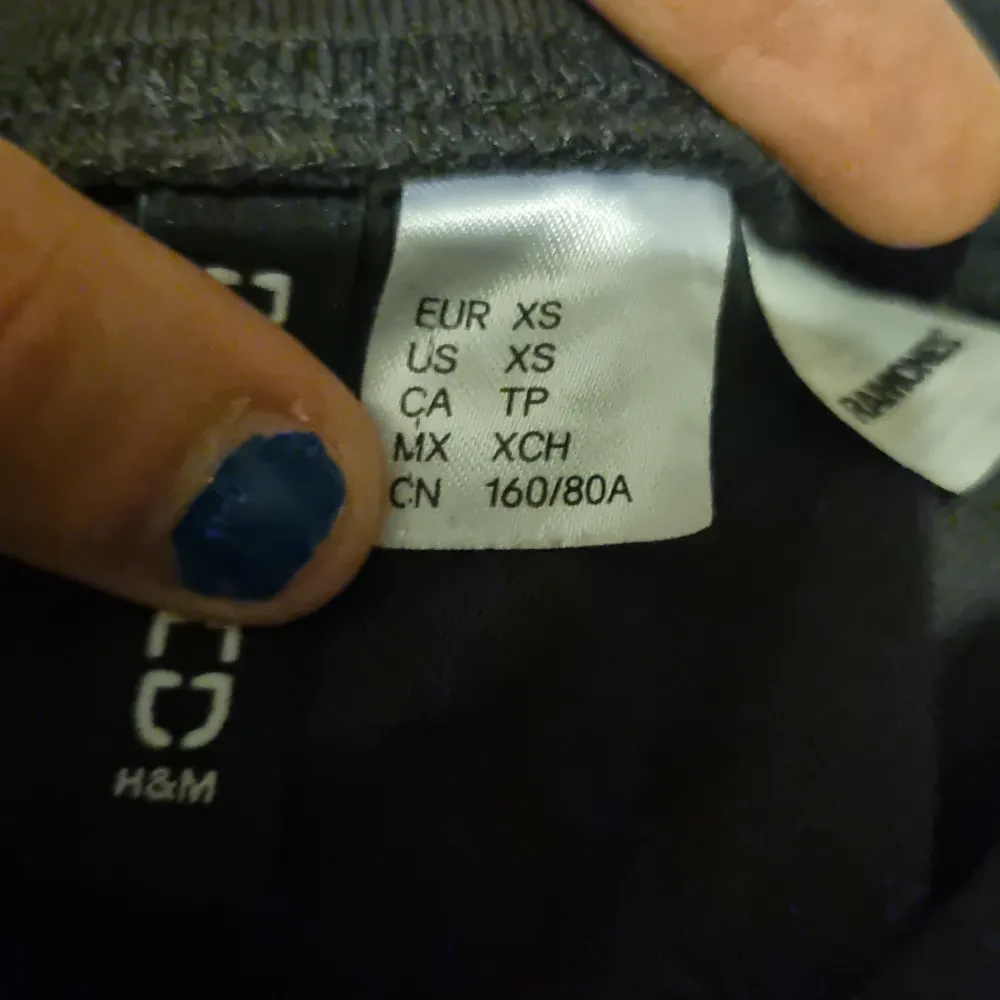 EUR XS
US XS
CA TP
MX XCH
CN 160/80A
RAMONES
H&M